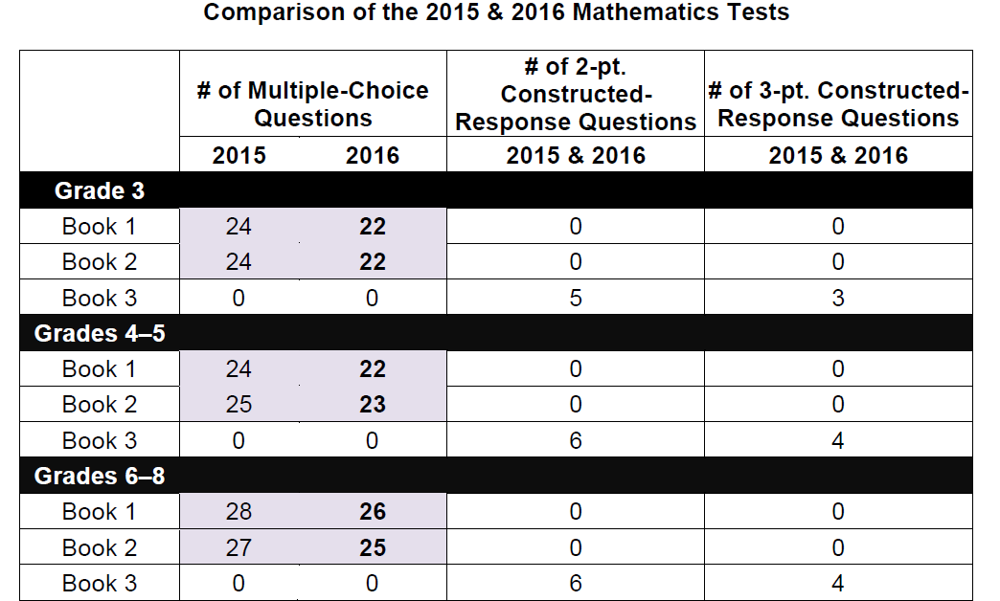 Comparison of the 2015 & 2016 Mathematics Tests
# of Multiple-Choice
Questions
# of 2-pt.
Constructed-
Response Questions
# of 3-pt. Constructed-
Response Questions
2015 2016 2015 & 2016 2015 & 2016
Grade 3
Book 1 24 22 0 0
Book 2 24 22 0 0
Book 3 0 0 5 3
Grades 4–5
Book 1 24 22 0 0
Book 2 25 23 0 0
Book 3 0 0 6 4
Grades 6–8
Book 1 28 26 0 0
Book 2 27 25 0 0
Book 3 0 0 6 4